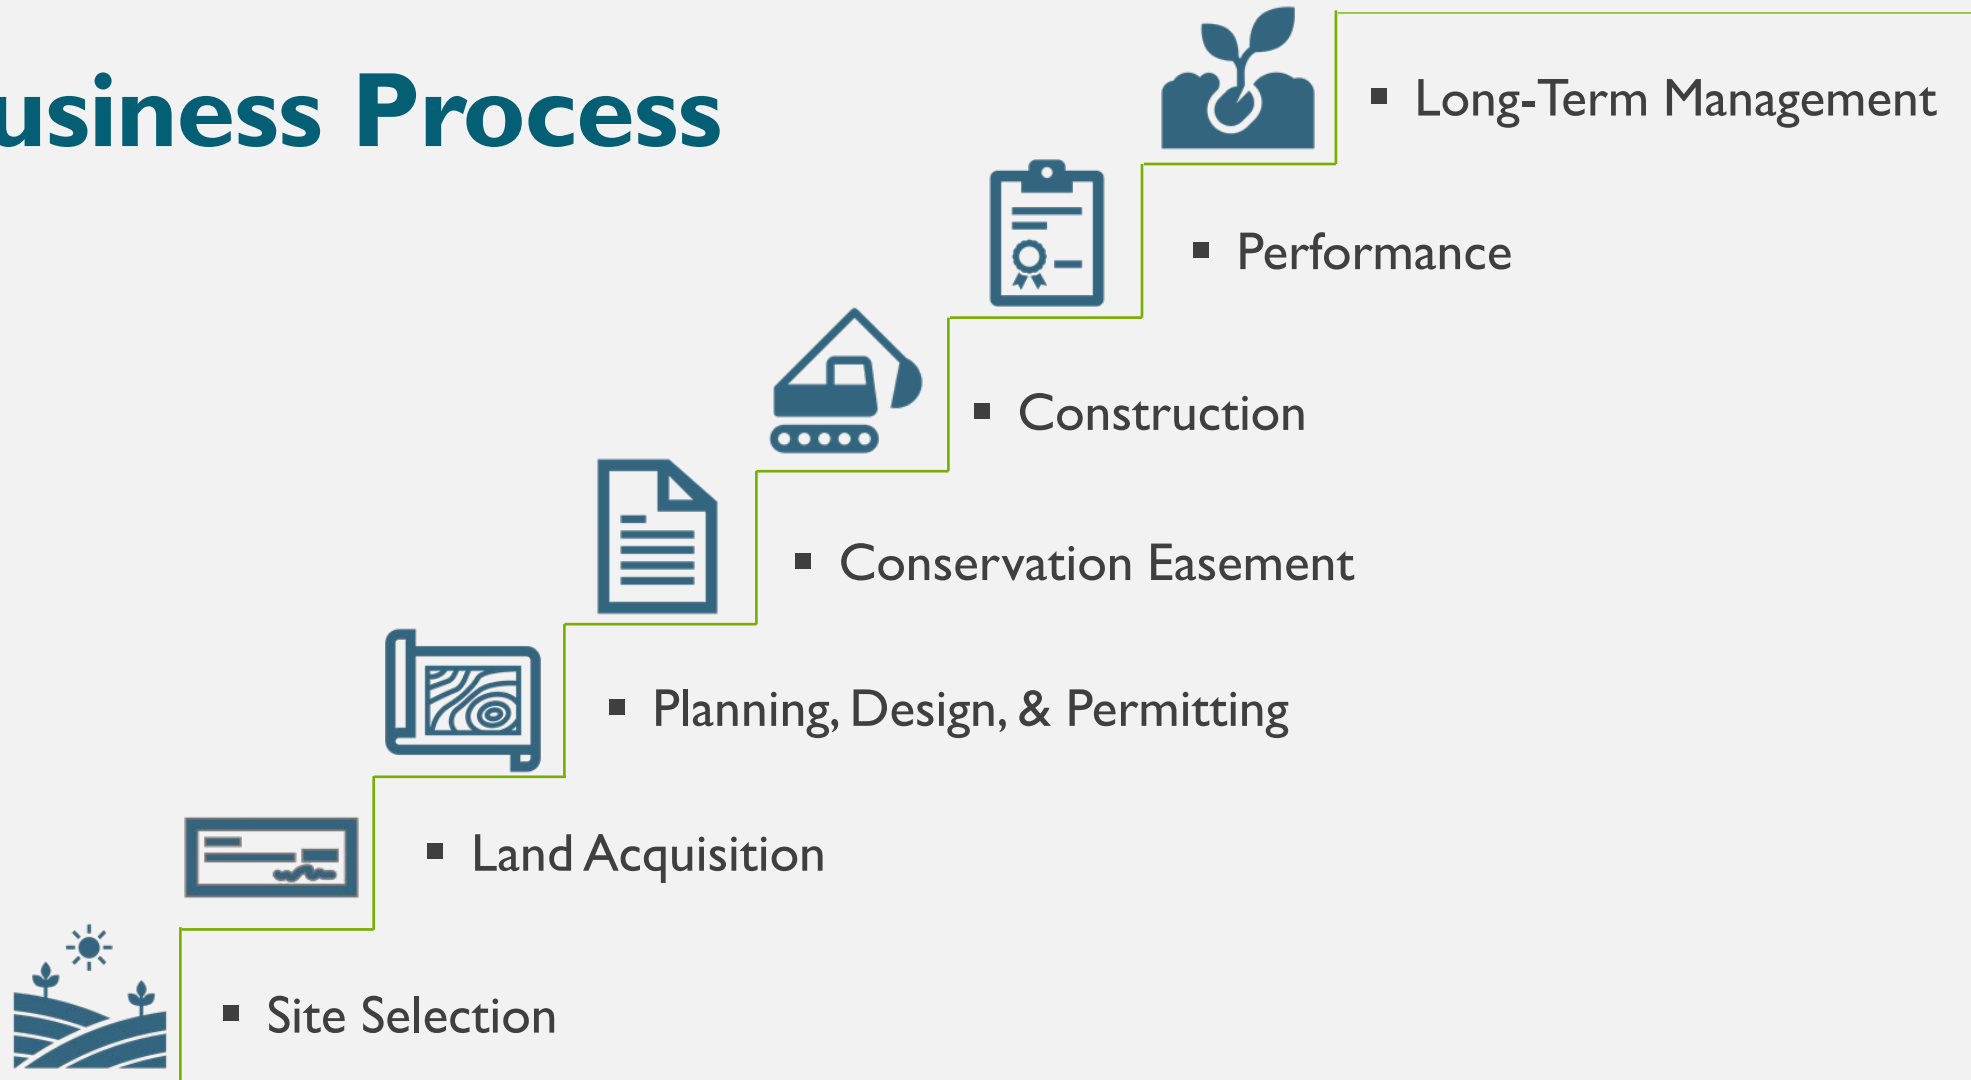 usiness Process
▪ Long-Term Management
▪ Performance
▪ Construction
▪ Conservation Easement
▪ Planning, Design, & Permitting
▪ Land Acquisition
▪ Site Selection